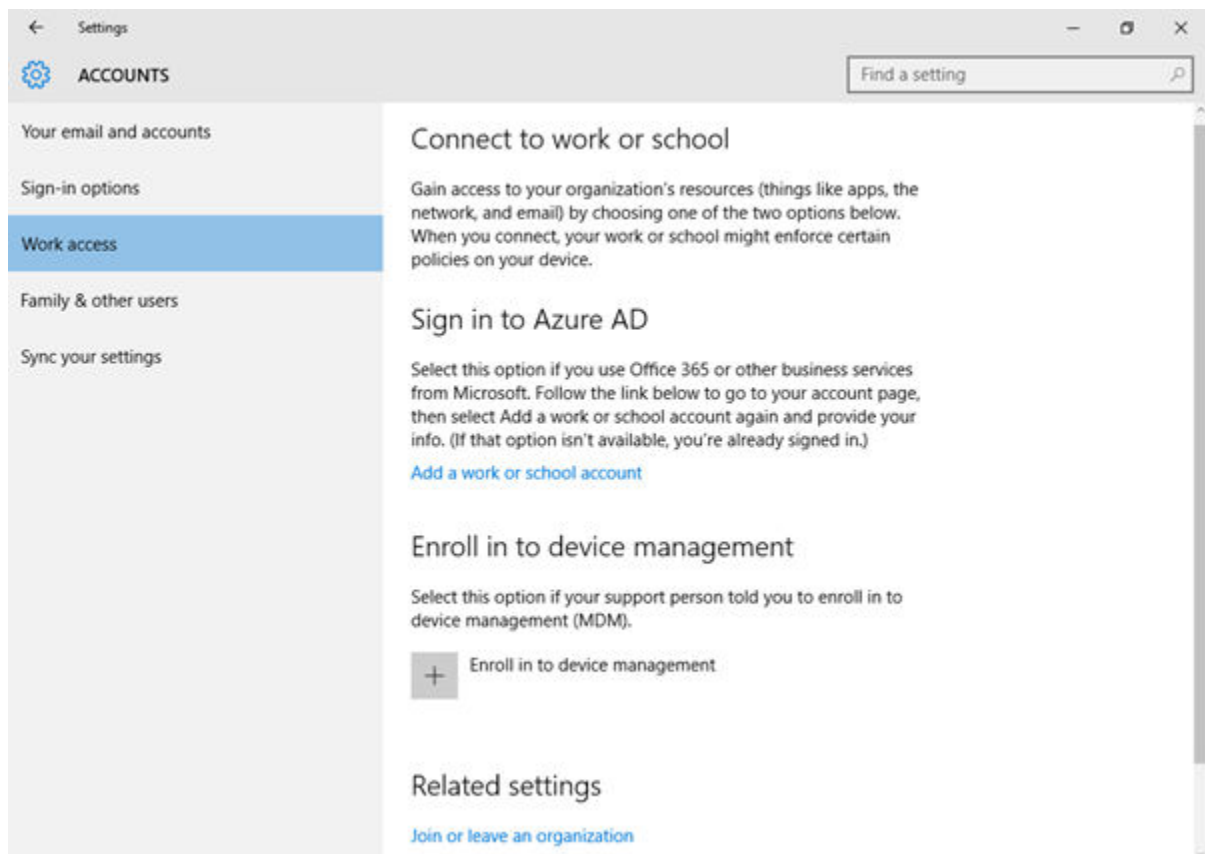 Settings
ACCOUNTS
Find a setting
Your email and accounts
Sign-in options
Work access
Family & other users
Sync your settings
Connect to work or school
Gain access to your organization's resources (things like apps, the
network, and email) by choosing one of the two options below.
When you connect, your work or school might enforce certain
policies on your device.
Sign in to Azure AD
Select this option if you use Office 365 or other business services
from Microsoft. Follow the link below to go to your account page,
then select Add a work or school account again and provide your
info. (If that option isn't available, you're already signed in.)
Add a work or school account
Enroll in to device management
Select this option if your support person told you to enroll in to
device management (MDM).
Enroll in to device management
Related settings
Join or leave an organization